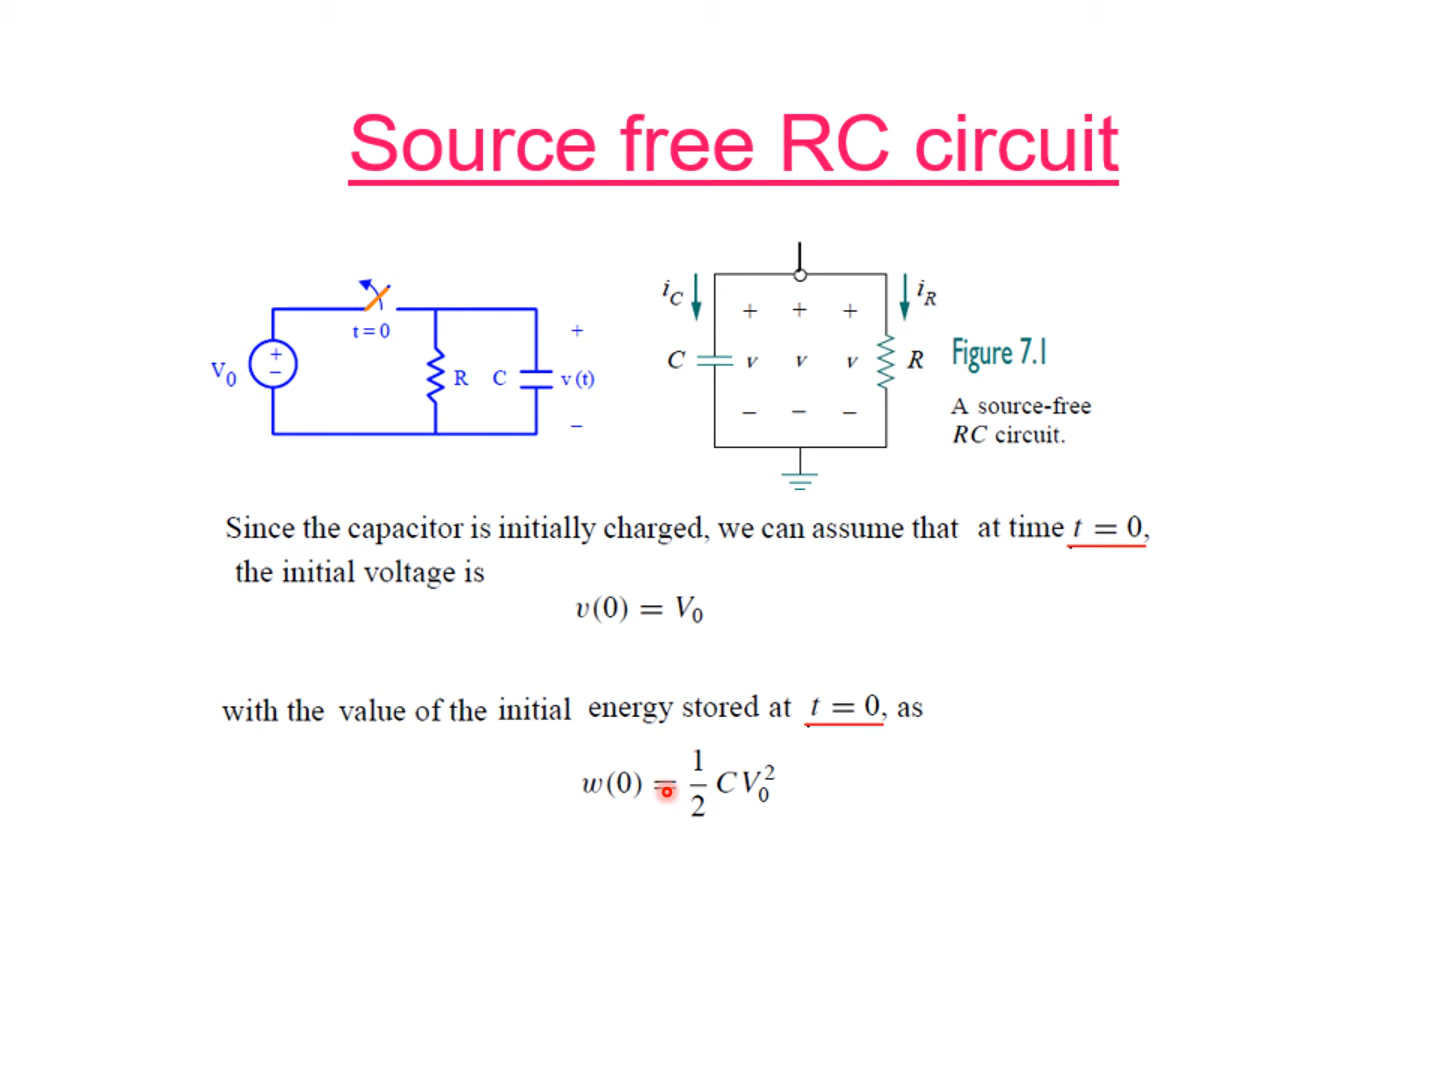 Source free RC circuit
t=0
V0
+
−
R
C
+
v(t)
−
iC
iR
+ + +
C
v v v
R
− − −
Figure 7.1
A source-free
RC circuit.
Since the capacitor is initially charged, we can assume that at time t = 0,
the initial voltage is
v(0) = V₀
with the value of the initial energy stored at t = 0, as
w(0) = 1/2 CV₀²